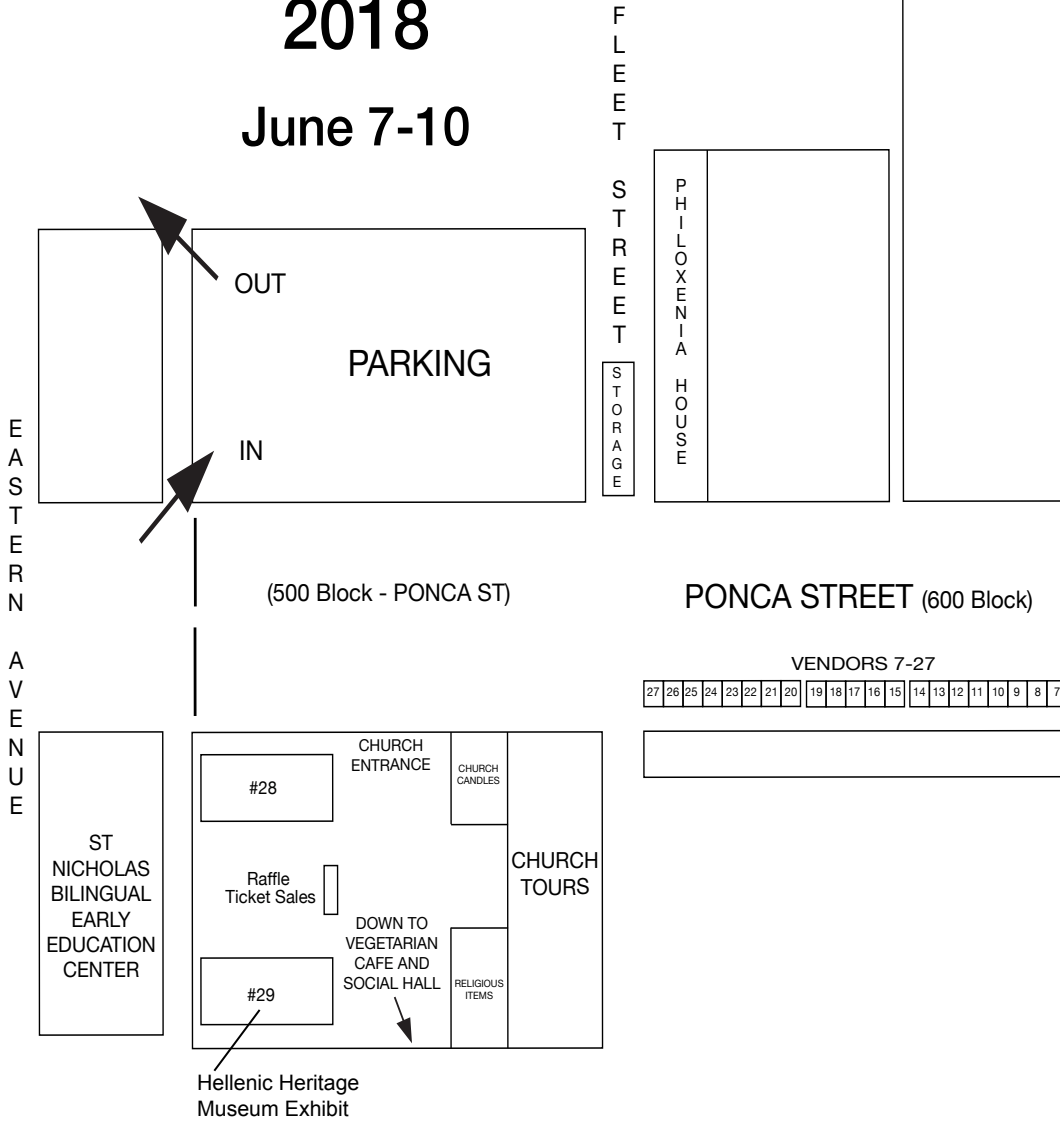 2018
June 7-10
FLEET STREET
OUT
PARKING
IN
STORAGE
PHILOXENIA HOUSE
EASTERN AVENUE
(500 Block - PONCA ST)
PONCA STREET (600 Block)
VENDORS 7-27
27 26 25 24 23 22 21 20 19 18 17 16 15 14 13 12 11 10 9 8 7
CHURCH
ENTRANCE
CHURCH
CANDLES
#28
ST
NICHOLAS
BILINGUAL
EARLY
EDUCATION
CENTER
Raffle
Ticket Sales
CHURCH
TOURS
DOWN TO
VEGETARIAN
CAFE AND
SOCIAL HALL
RELIGIOUS
ITEMS
#29
Hellenic Heritage
Museum Exhibit